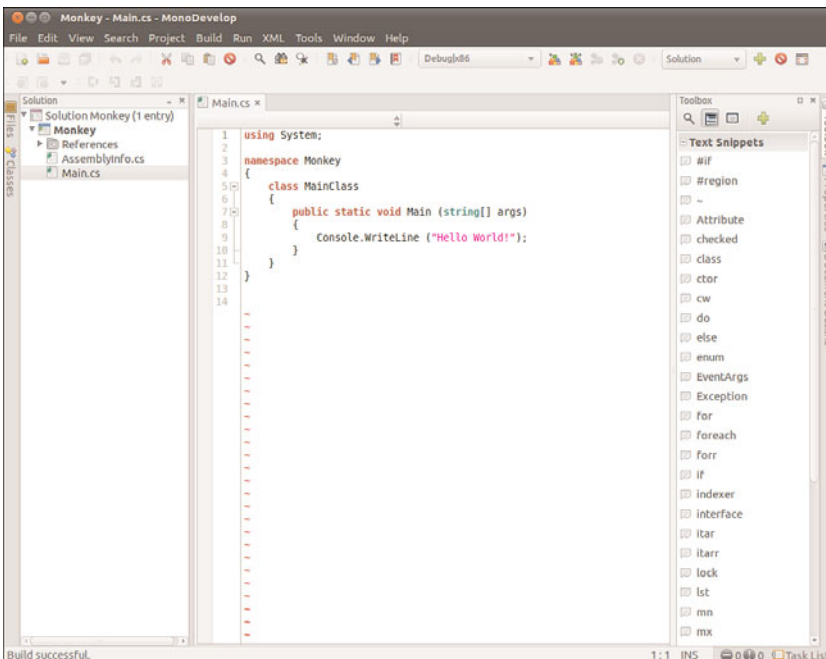 Monkey - Main.cs - MonoDevelop
File Edit View Search Project Build Run XML Tools Window Help
Debug|x86
Solution
Solution
Solution Monkey (1 entry)
Monkey
References
AssemblyInfo.cs
Main.cs
Files
Classes
Main.cs
1 using System;
2
3 namespace Monkey
4 {
5 class MainClass
6 {
7 public static void Main (string[] args)
8 {
9 Console.WriteLine ("Hello World!");
10 }
11 }
12 }
13
14
Toolbox
Text Snippets
#if
#region
~
Attribute
checked
class
ctor
cw
do
else
enum
EventArgs
Exception
for
foreach
forr
if
indexer
interface
itar
itarr
lock
lst
mn
mx
Build successful.
1 : 1 INS 0 0 0 Task List